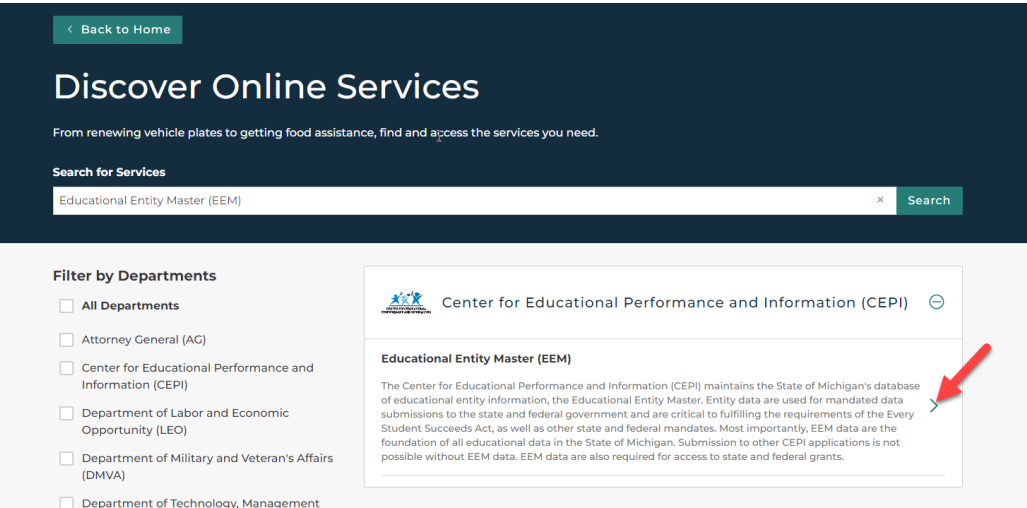 Back to Home
Discover Online Services
From renewing vehicle plates to getting food assistance, find and access the services you need.
Search for Services
Educational Entity Master (EEM)
×
Search
Filter by Departments
All Departments
Attorney General (AG)
Center for Educational Performance and
Information (CEPI)
Department of Labor and Economic
Opportunity (LEO)
Department of Military and Veteran's Affairs
(DMVA)
Department of Technology, Management
Center for Educational Performance and Information (CEPI)
Educational Entity Master (EEM)
The Center for Educational Performance and Information (CEPI) maintains the State of Michigan's database
of educational entity information, the Educational Entity Master. Entity data are used for mandated data
submissions to the state and federal government and are critical to fulfilling the requirements of the Every
Student Succeeds Act, as well as other state and federal mandates. Most importantly, EEM data are the
foundation of all educational data in the State of Michigan. Submission to other CEPI applications is not
possible without EEM data. EEM data are also required for access to state and federal grants.